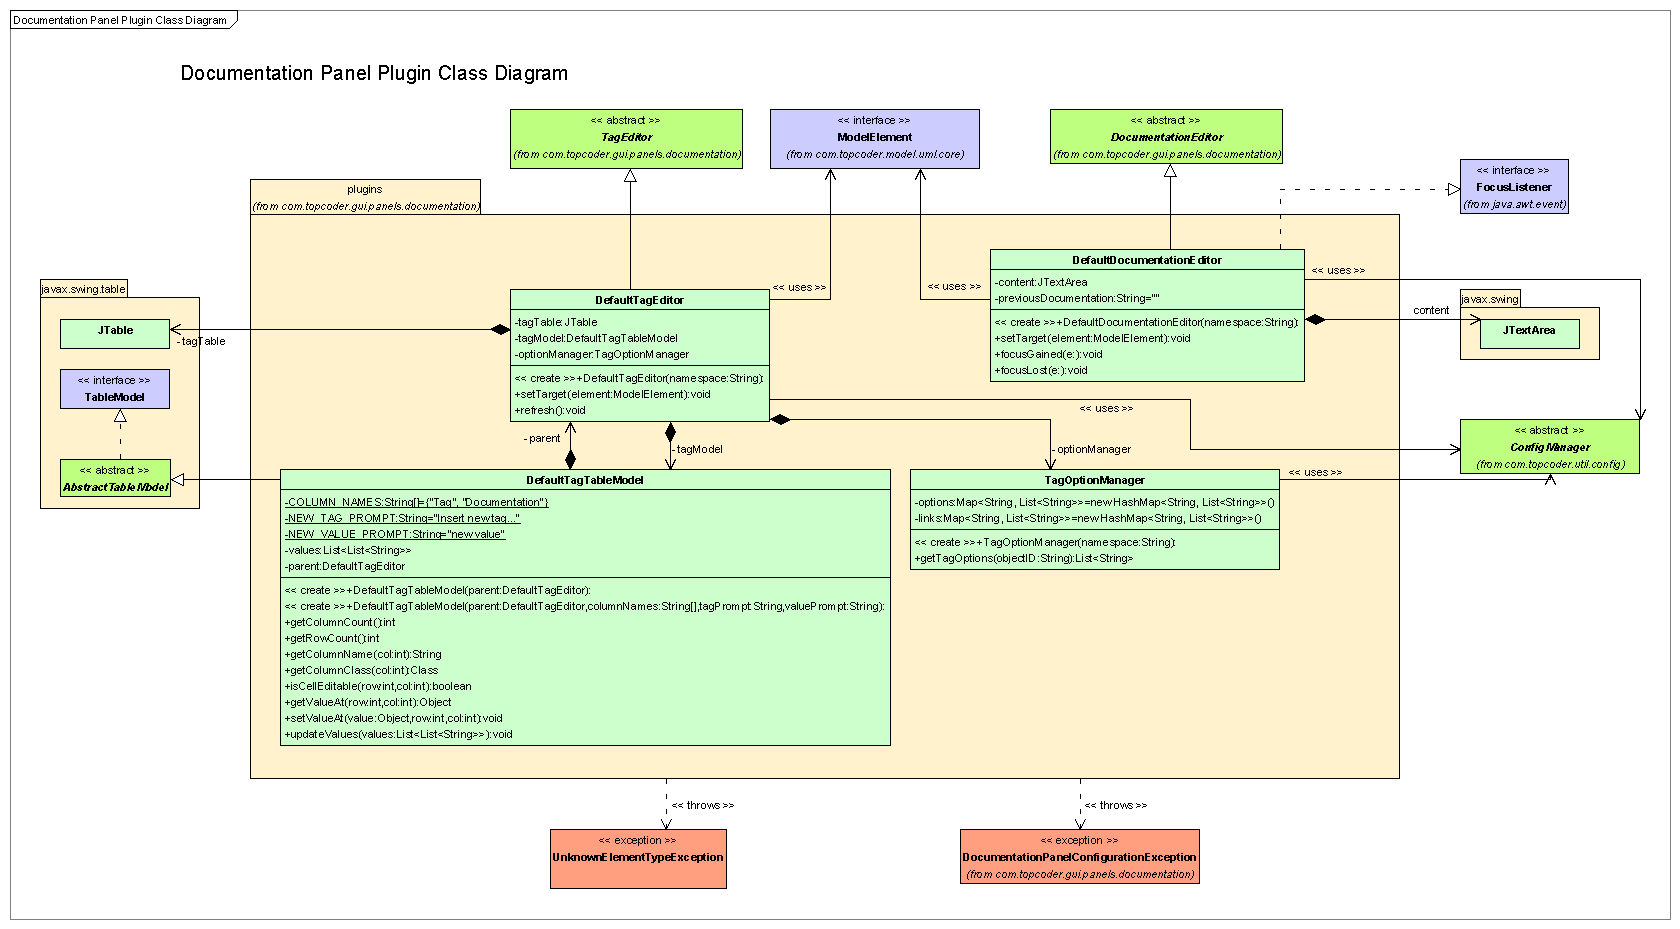 Documentation Panel Plugin Class Diagram
Documentation Panel Plugin Class Diagram
<< abstract >>
TagEditor
(from com.topcoder.gui.panels.documentation)
<< interface >>
ModelElement
(from com.topcoder.model.uml.core)
<< abstract >>
DocumentationEditor
(from com.topcoder.gui.panels.documentation)
<< interface >>
FocusListener
(from java.awt.event)
plugins
(from com.topcoder.gui.panels.documentation)
<< uses >>
<< uses >>
<< uses >>
DefaultDocumentationEditor
-content:JTextArea
-previousDocumentation:String=""
<< create >>+DefaultDocumentationEditor(namespace:String):
+setTarget(element:ModelElement):void
+focusGained(e:):void
+focusLost(e:):void
content
javax.swing
JTextArea
javax.swing.table
JTable
-tagTable
<< interface >>
TableModel
<< abstract >>
AbstractTableModel
DefaultTagEditor
-tagTable:JTable
-tagModel:DefaultTagTableModel
-optionManager:TagOptionManager
<< create >>+DefaultTagEditor(namespace:String):
+setTarget(element:ModelElement):void
+refresh():void
<< uses >>
-parent
-tagModel
-optionManager
<< abstract >>
ConfigManager
(from com.topcoder.util.config)
<< uses >>
DefaultTagTableModel
-COLUMN_NAMES:String[]={"Tag", "Documentation"}
-NEW_TAG_PROMPT:String="Insert new tag..."
-NEW_VALUE_PROMPT:String="new value"
-values:List<List<String>>
-parent:DefaultTagEditor
<< create >>+DefaultTagTableModel(parent:DefaultTagEditor):
<< create >>+DefaultTagTableModel(parent:DefaultTagEditor,columnNames:String[],tagPrompt:String,valuePrompt:String):
+getColumnCount():int
+getRowCount():int
+getColumnName(col:int):String
+getColumnClass(col:int):Class
+isCellEditable(row:int,col:int):boolean
+getValueAt(row:int,col:int):Object
+setValueAt(value:Object,row:int,col:int):void
+updateValues(values:List<List<String>>):void
TagOptionManager
-options:Map<String, List<String>>=new HashMap<String, List<String>>()
-links:Map<String, List<String>>=new HashMap<String, List<String>>()
<< create >>+TagOptionManager(namespace:String):
+getTagOptions(objectID:String):List<String>
<< throws >>
<< throws >>
<< exception >>
UnknownElementTypeException
<< exception >>
DocumentationPanelConfigurationException
(from com.topcoder.gui.panels.documentation)